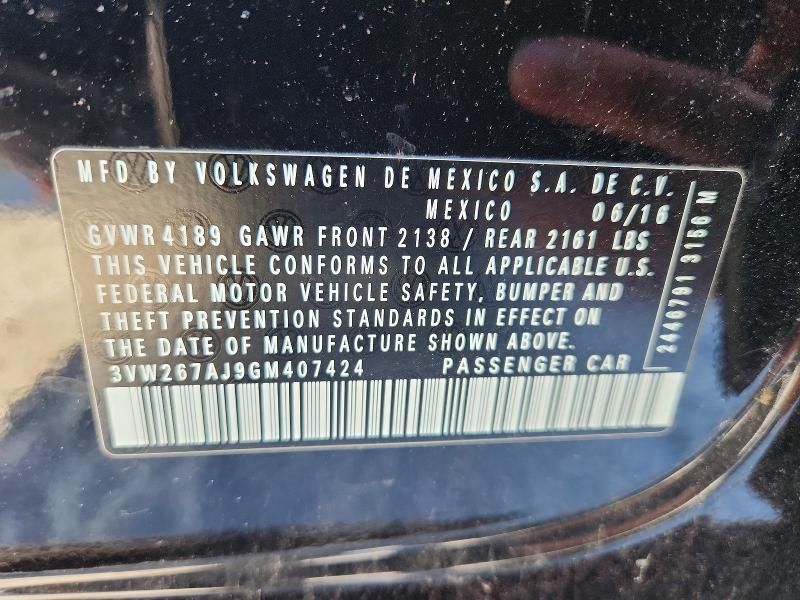 MFD BY VOLKSWAGEN DE MEXICO S.A. DE C.V.
MEXICO 06/16
GVWR 4189 GAWR FRONT 2138 / REAR 2161 LBS
THIS VEHICLE CONFORMS TO ALL APPLICABLE U.S.
FEDERAL MOTOR VEHICLE SAFETY, BUMPER AND
THEFT PREVENTION STANDARDS IN EFFECT ON
THE DATE OF MANUFACTURE SHOWN ABOVE.
3VW267AJ9GM407424 PASSENGER CAR
2446791 3156 M